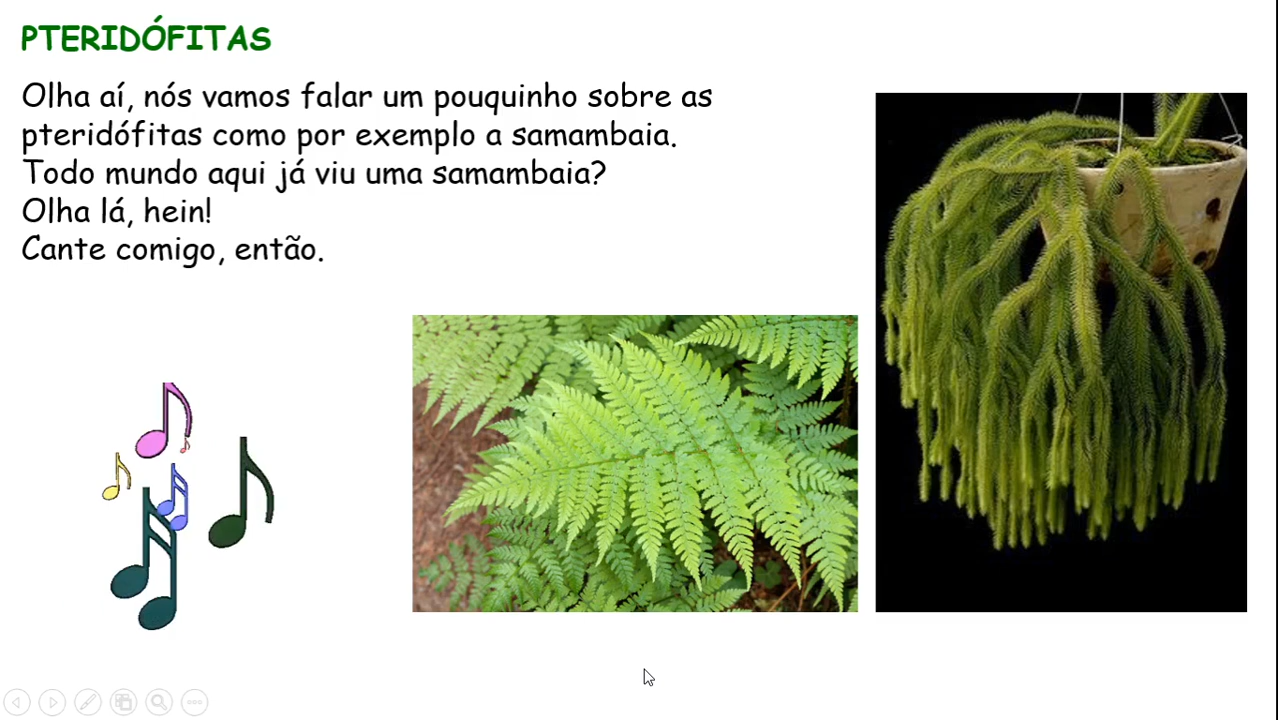 PTERIDÓFITAS
Olha aí, nós vamos falar um pouquinho sobre as
pteridófitas como por exemplo a samambaia.
Todo mundo aqui já viu uma samambaia?
Olha lá, hein!
Cante comigo, então.